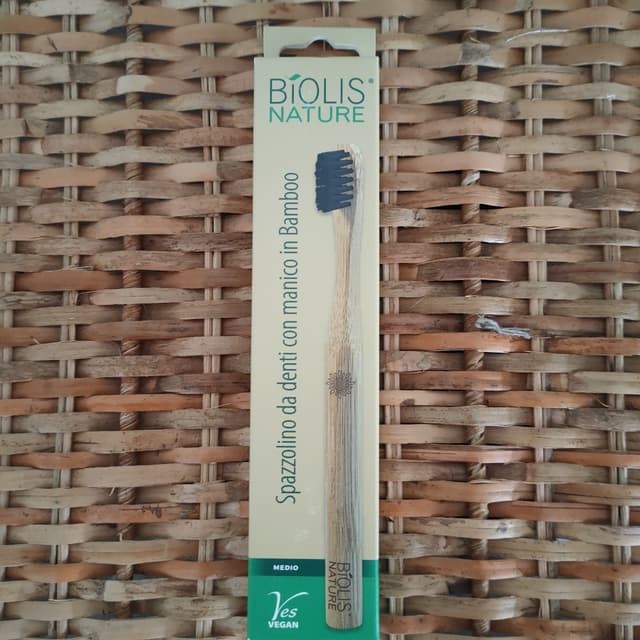 BiOLIS®
NATURE
Spazzolino da denti con manico in Bamboo
MEDIO
Yes
VEGAN
BiOLIS
NATURE